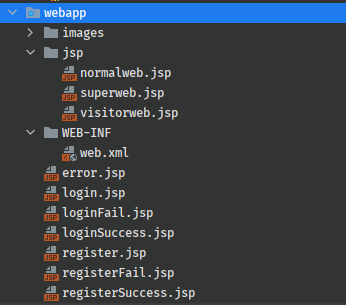 webapp
images
jsp
JSP normalweb.jsp
JSP superweb.jsp
JSP visitorweb.jsp
WEB-INF
web.xml
JSP error.jsp
JSP login.jsp
JSP loginFail.jsp
JSP loginSuccess.jsp
JSP register.jsp
JSP registerFail.jsp
JSP registerSuccess.jsp